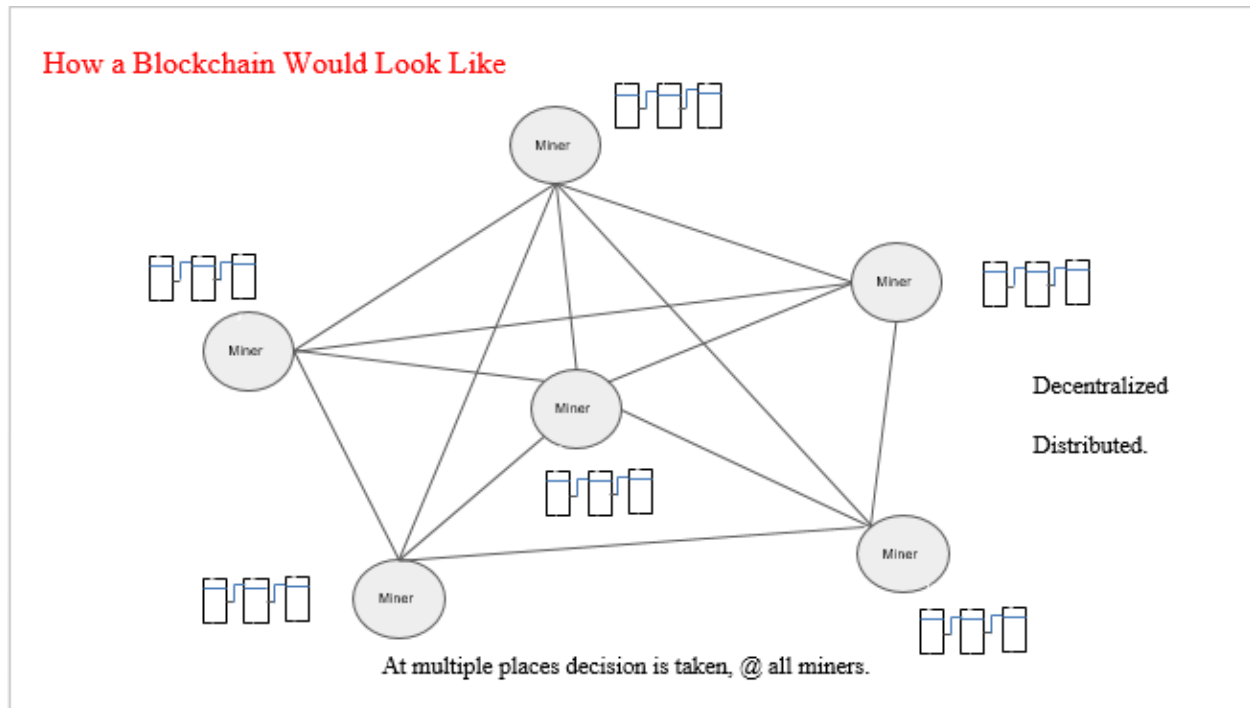 How a Blockchain Would Look Like
Miner
Miner
Miner
Miner
Decentralized
Distributed.
Miner
Miner
At multiple places decision is taken, @ all miners.